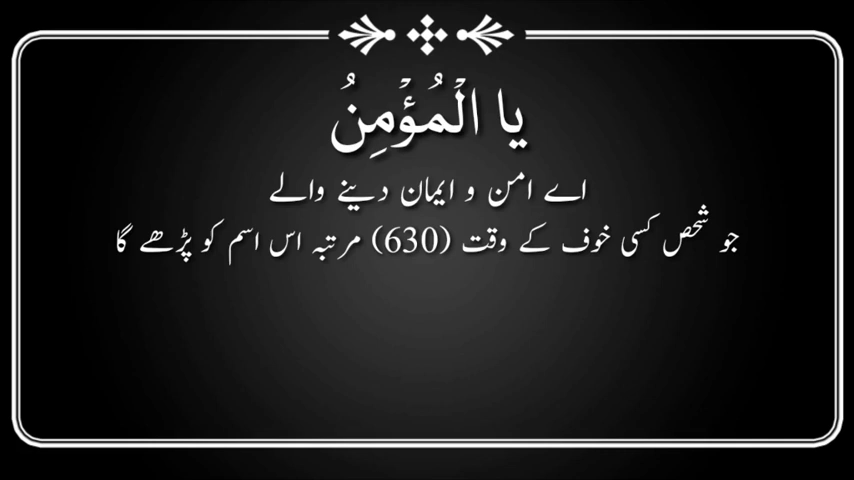 يا الْمُؤْمِنُ
اے امن و ایمان دینے والے
جو شخص کسی خوف کے وقت (630) مرتبہ اس اسم کو پڑھے گا